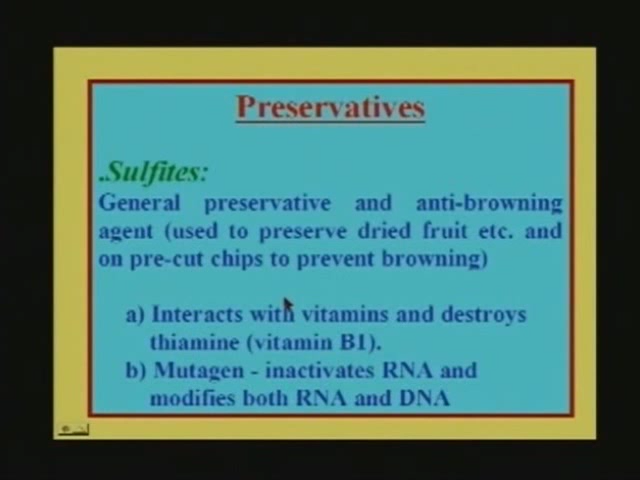 Preservatives
.Sulfites:
General preservative and anti-browning
agent (used to preserve dried fruit etc. and
on pre-cut chips to prevent browning)
a) Interacts with vitamins and destroys
thiamine (vitamin B1).
b) Mutagen - inactivates RNA and
modifies both RNA and DNA